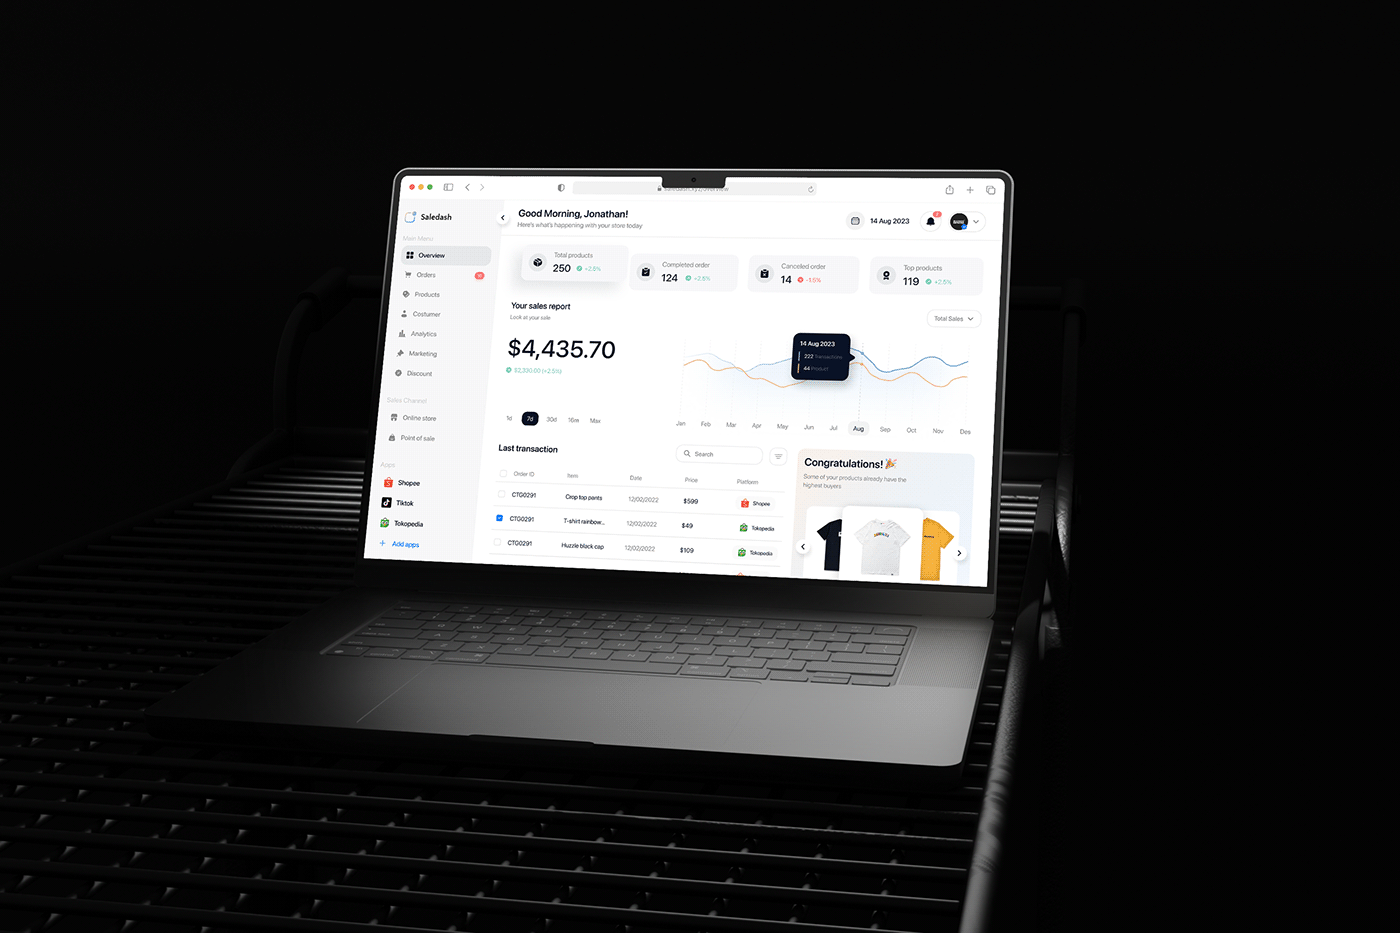 saledash.xyz/overview
Saledash
Good Morning, Jonathan!
Here's what's happening with your store today
14 Aug 2023
Main Menu
Overview
Orders
Products
Costumer
Analytics
Marketing
Discount
Sales Channel
Online store
Point of sale
Apps
Shopee
Tiktok
Tokopedia
Add apps
Total products
250 +2.8%
Completed order
124 +2.6%
Canceled order
14 -1.5%
Top products
119 +2.5%
Your sales report
Look at your sale
Total Sales
$4,435.70
$2,330.00 (+2.5%)
1d 7d 30d 16m Max
14 Aug 2023
222 Transactions
44 Product
Jan Feb Mar Apr May Jun Jul Aug Sep Oct Nov Des
Last transaction
Search
Order ID Item Date Price Platform
CTG0291 Crop top pants 12/02/2022 $599 Shopee
CTG0291 T-shirt rainbow... 12/02/2022 $49 Tokopedia
CTG0291 Huzzle black cap 12/02/2022 $109 Tokopedia
Congratulations!
Some of your products already have the
highest buyers